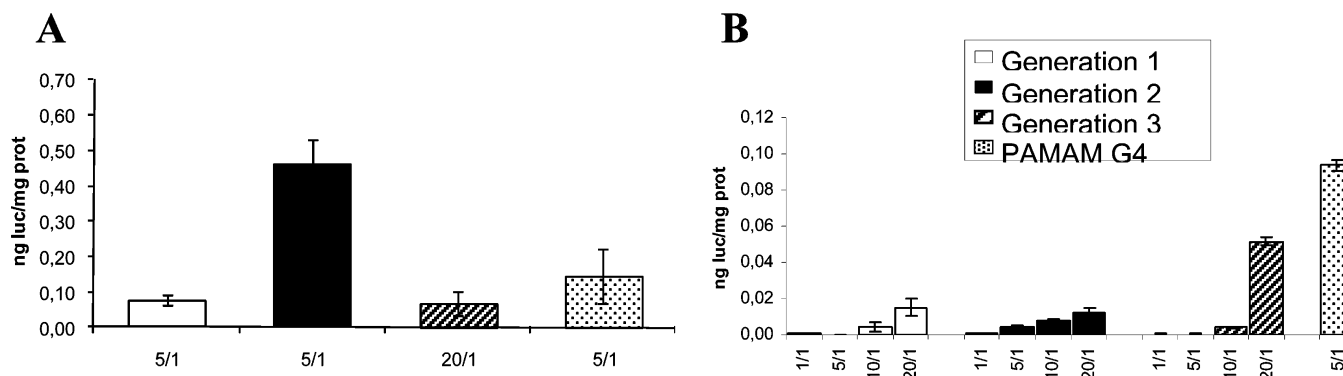 A
ng luc/mg prot
0,70
0,60
0,50
0,40
0,30
0,20
0,10
0,00
5/1 5/1 20/1 5/1
B
Generation 1
Generation 2
Generation 3
PAMAM G4
ng luc/mg prot
0,12
0,10
0,08
0,06
0,04
0,02
0,00
1/1 5/1 10/1 20/1 1/1 5/1 10/1 20/1 1/1 5/1 10/1 20/1 5/1